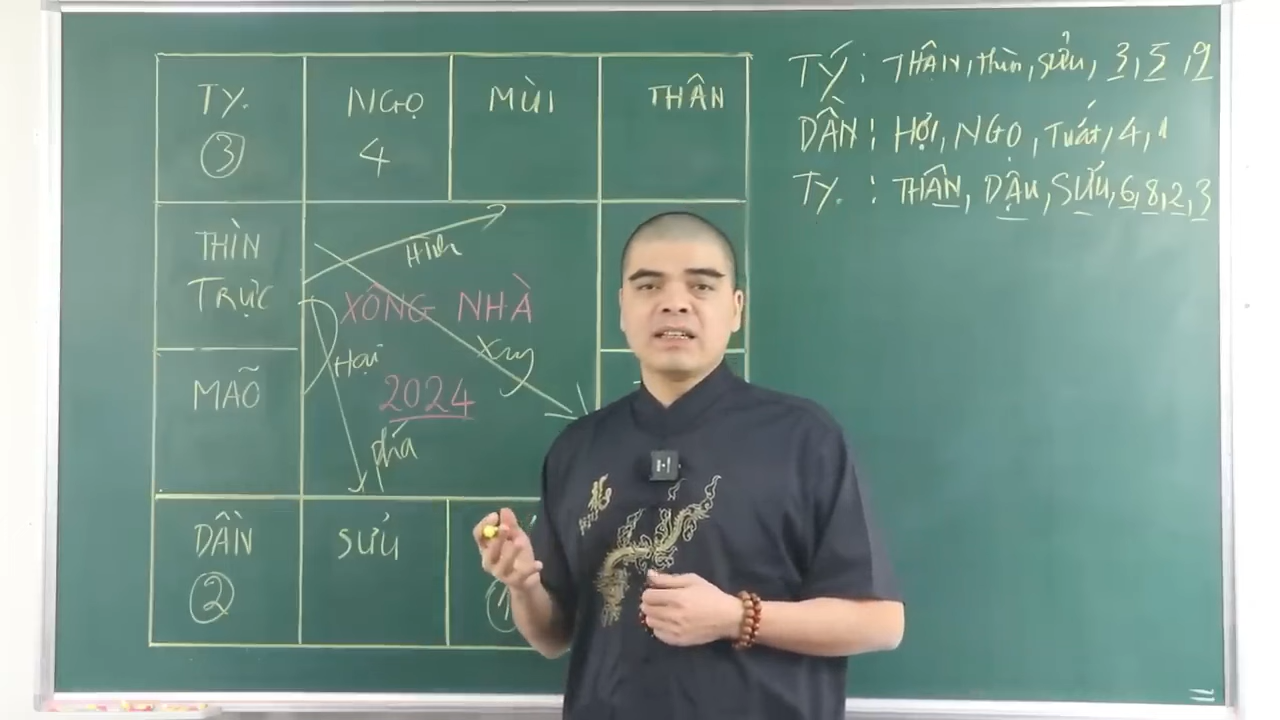 TỴ.
3
NGỌ
4
MÙI
THÂN
THÌN
TRỰC
MÃO
Hình
XÔNG NHÀ
Xung
Hại
2024
phá
DẦN
2
SỬU
1
TÝ: THÂN, thìn, sửu, 3, 5, 9
DẦN: HỢI, NGỌ, Tuất, 4, 1
TỴ.: THÂN, DẬU, SỬU, 6, 8, 2, 3